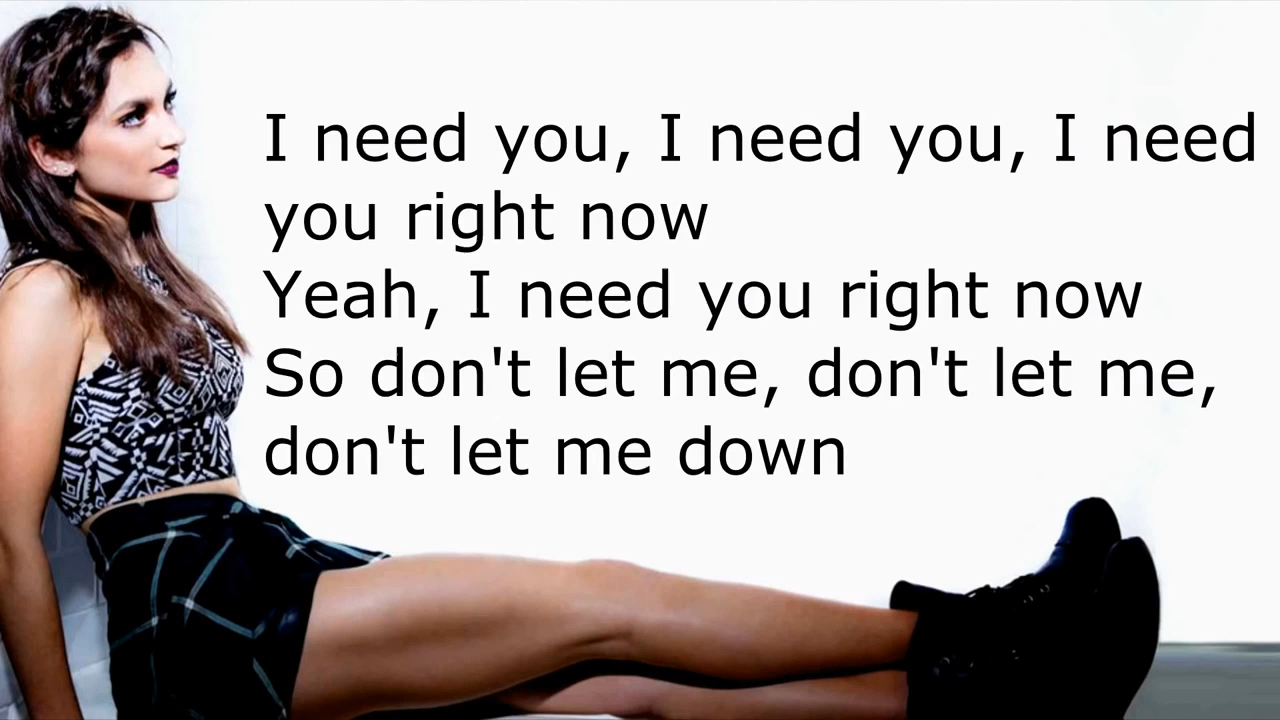 I need you, I need you, I need
you right now
Yeah, I need you right now
So don't let me, don't let me,
don't let me down